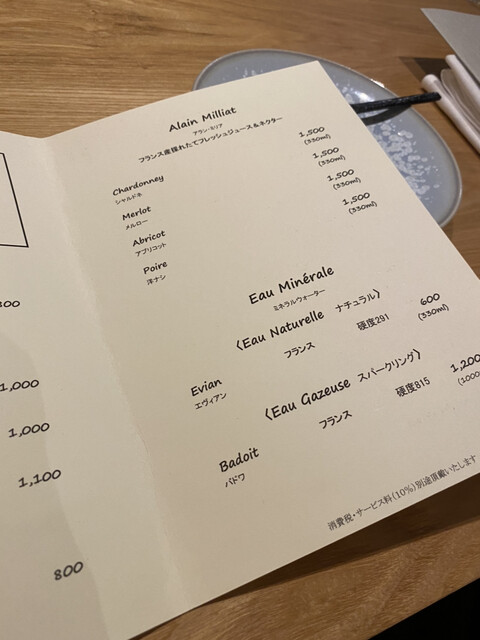 Alain Milliat
アラン・ミリア
フランス産採れたてフレッシュジュース&ネクター
Chardonney 1,500
シャルドネ (330ml)
Merlot 1,500
メルロー (330ml)
Abricot 1,500
アプリコット (330ml)
Poire 1,500
洋ナシ (330ml)
Eau Minérale
ミネラルウォーター
〈Eau Naturelle ナチュラル〉
Evian フランス 硬度291 600
エヴィアン (330ml)
〈Eau Gazeuse スパークリング〉
Badoit フランス 硬度815 1,200
バドワ (1000
消費税・サービス料(10%)別途頂戴いたします
300
1,000
1,000
1,100
800